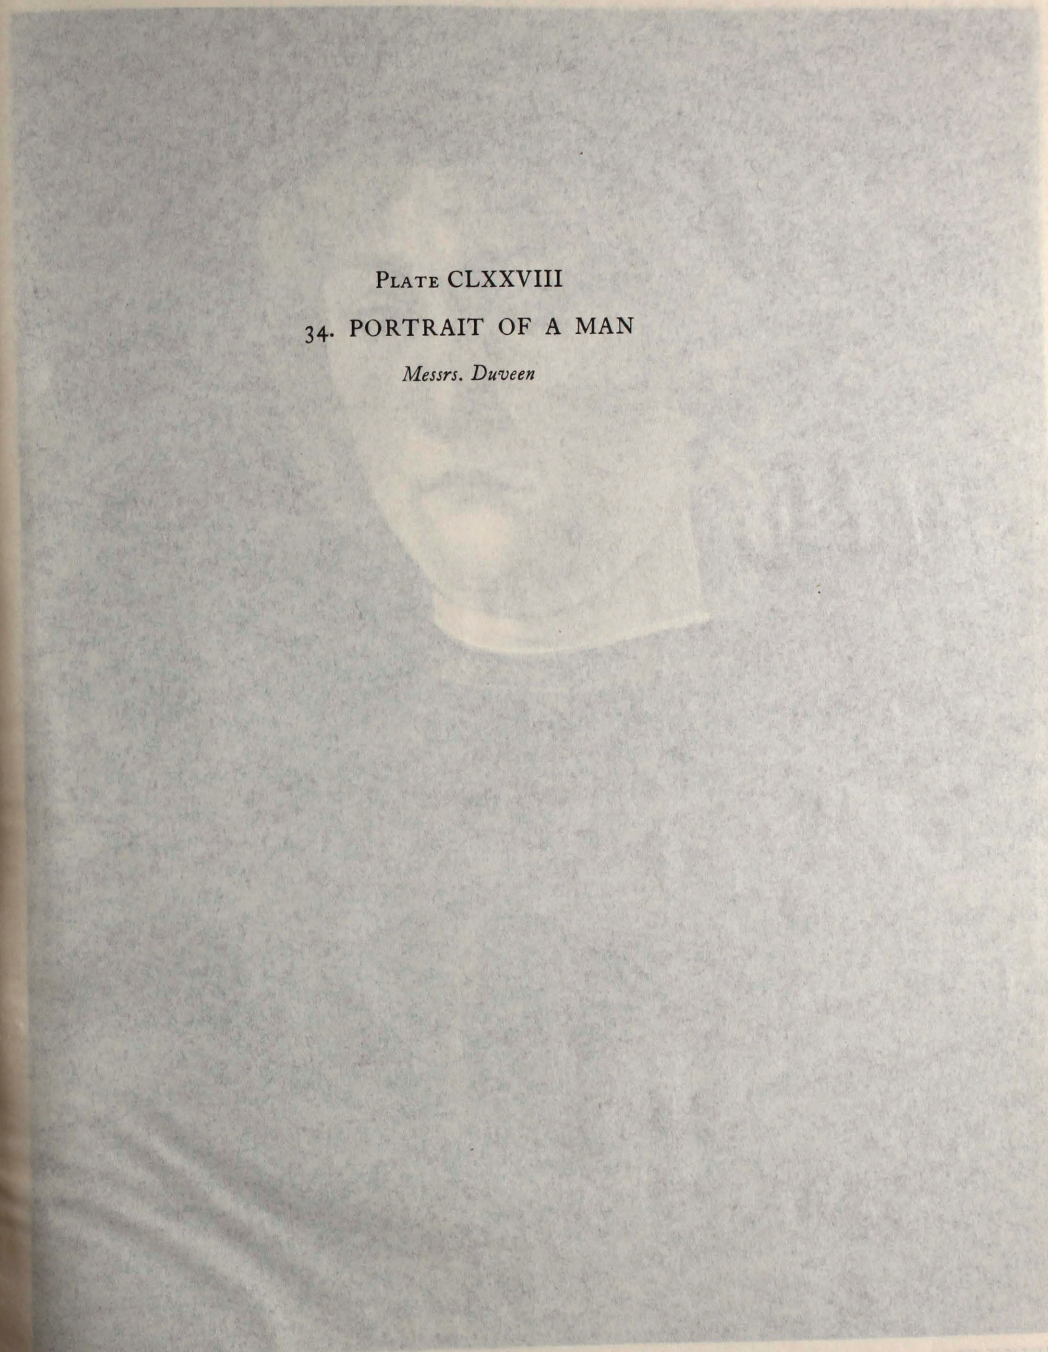 Plate CLXXVIII
34. PORTRAIT OF A MAN
Messrs. Duveen